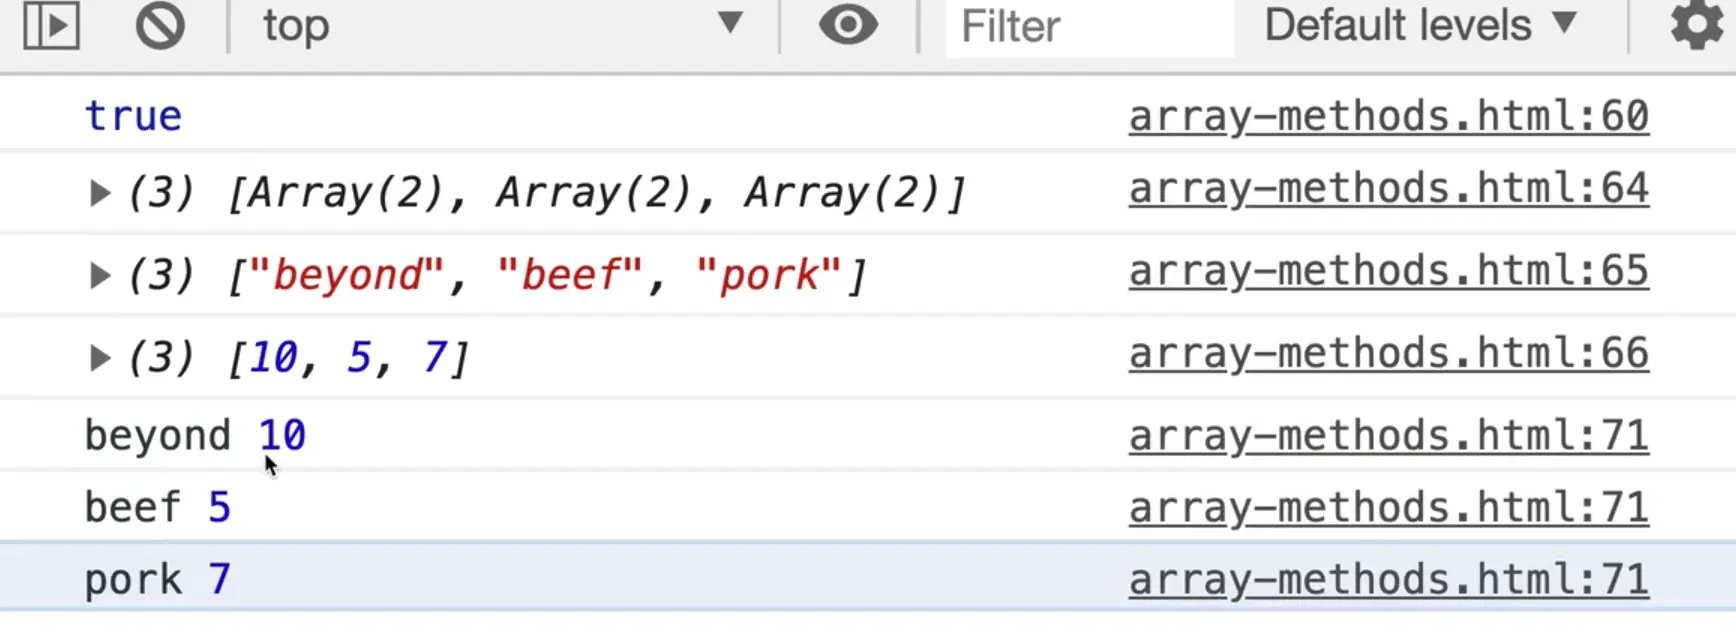 top Filter Default levels
true array-methods.html:60
(3) [Array(2), Array(2), Array(2)] array-methods.html:64
(3) ["beyond", "beef", "pork"] array-methods.html:65
(3) [10, 5, 7] array-methods.html:66
beyond 10 array-methods.html:71
beef 5 array-methods.html:71
pork 7 array-methods.html:71